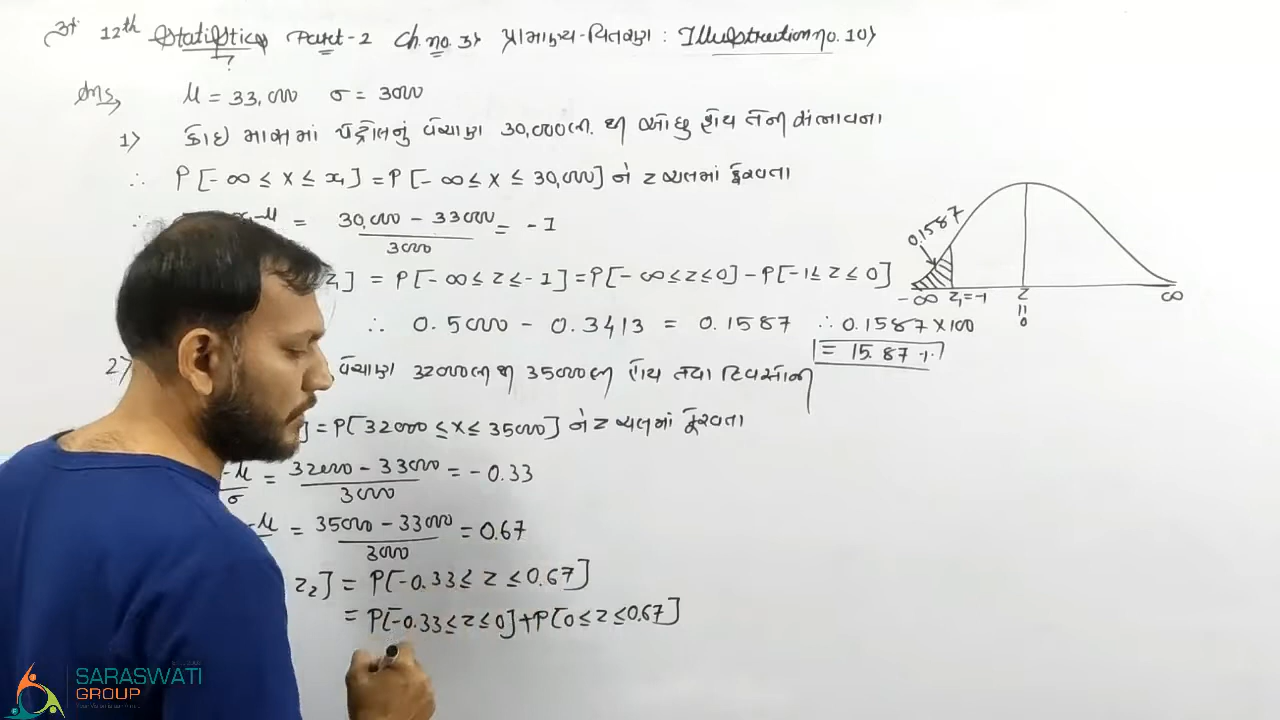 12th Statistics Part-2 Ch. no. 3, પ્રામાણ્ય-વિતરણ : Illustration no. 10,
Ans, μ = 33,000 σ = 3000
1) કોઈ માસમાં પેટ્રોલનું વેચાણ 30,000લી. થી ઓછું હોય તેની સંભાવના
∴ P[-∞ ≤ x ≤ x₁] = P[-∞ ≤ x ≤ 30,000] ને Z ચલમાં ફેરવતા
∴ x-μ = 30,000 - 33000 / 3000 = -1
z₁] = P[-∞ ≤ z ≤ -1] = P[-∞ ≤ z ≤ 0] - P[-1 ≤ z ≤ 0]
∴ 0.5000 - 0.3413 = 0.1587 ∴ 0.1587 × 100
= 15.87 %
0.1587
-∞ z₁=-1 z = 0 ∞
2) વેચાણ 32000લી થી 35000લી હોય તેવા દિવસોની
] = P[32000 ≤ x ≤ 35000] ને Z ચલમાં ફેરવતા
-μ / σ = 32000 - 33000 / 3000 = -0.33
-μ = 35000 - 33000 / 3000 = 0.67
z₂] = P[-0.33 ≤ z ≤ 0.67]
= P[-0.33 ≤ z ≤ 0] + P[0 ≤ z ≤ 0.67]
SARASWATI
GROUP